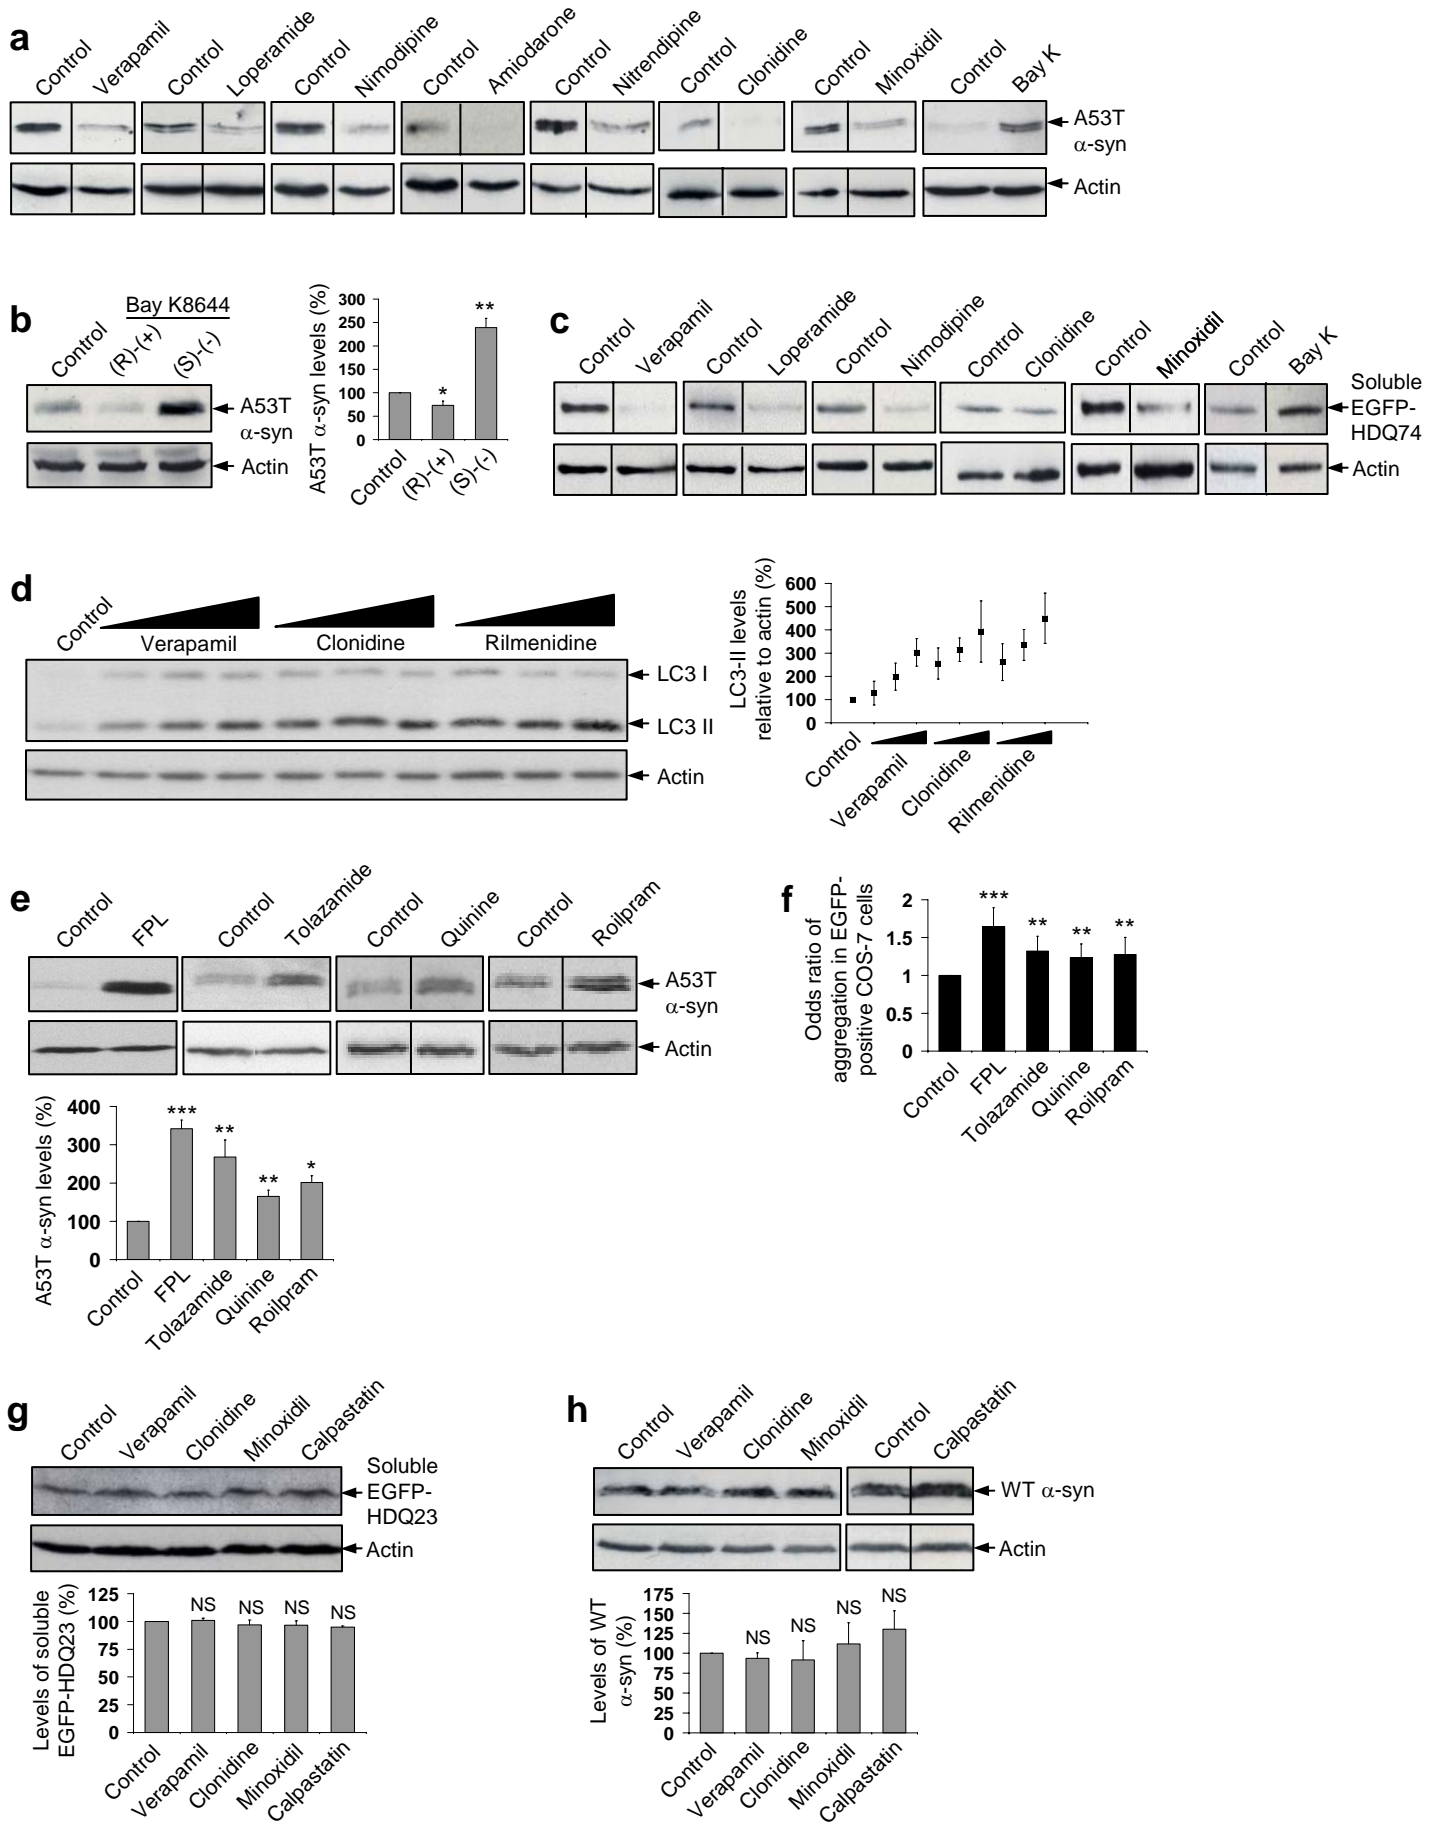 a
Control Verapamil Control Loperamide Control Nimodipine Control Amiodarone Control Nitrendipine Control Clonidine Control Minoxidil Control Bay K
A53T
α-syn
Actin
b
Bay K8644
Control (R)-(+) (S)-(-)
A53T
α-syn
Actin
A53T α-syn levels (%)
300
250
200
150
100
50
0
* **
Control (R)-(+) (S)-(-)
c
Control Verapamil Control Loperamide Control Nimodipine Control Clonidine Control Minoxidil Control Bay K
Soluble
EGFP-
HDQ74
Actin
d
Control Verapamil Clonidine Rilmenidine
LC3 I
LC3 II
Actin
LC3-II levels
relative to actin (%)
600
500
400
300
200
100
0
Control Verapamil Clonidine Rilmenidine
e
Control FPL Control Tolazamide Control Quinine Control Roilpram
A53T
α-syn
Actin
A53T α-syn levels (%)
400
300
200
100
0
*** ** ** *
Control FPL Tolazamide Quinine Roilpram
f
Odds ratio of
aggregation in EGFP-
positive COS-7 cells
2
1.5
1
0.5
0
*** ** ** **
Control FPL Tolazamide Quinine Roilpram
g
Control Verapamil Clonidine Minoxidil Calpastatin
Soluble
EGFP-
HDQ23
Actin
Levels of soluble
EGFP-HDQ23 (%)
125
100
75
50
25
0
NS NS NS NS
Control Verapamil Clonidine Minoxidil Calpastatin
h
Control Verapamil Clonidine Minoxidil Control Calpastatin
WT α-syn
Actin
Levels of WT
α-syn (%)
175
150
125
100
75
50
25
0
NS NS NS NS
Control Verapamil Clonidine Minoxidil Calpastatin